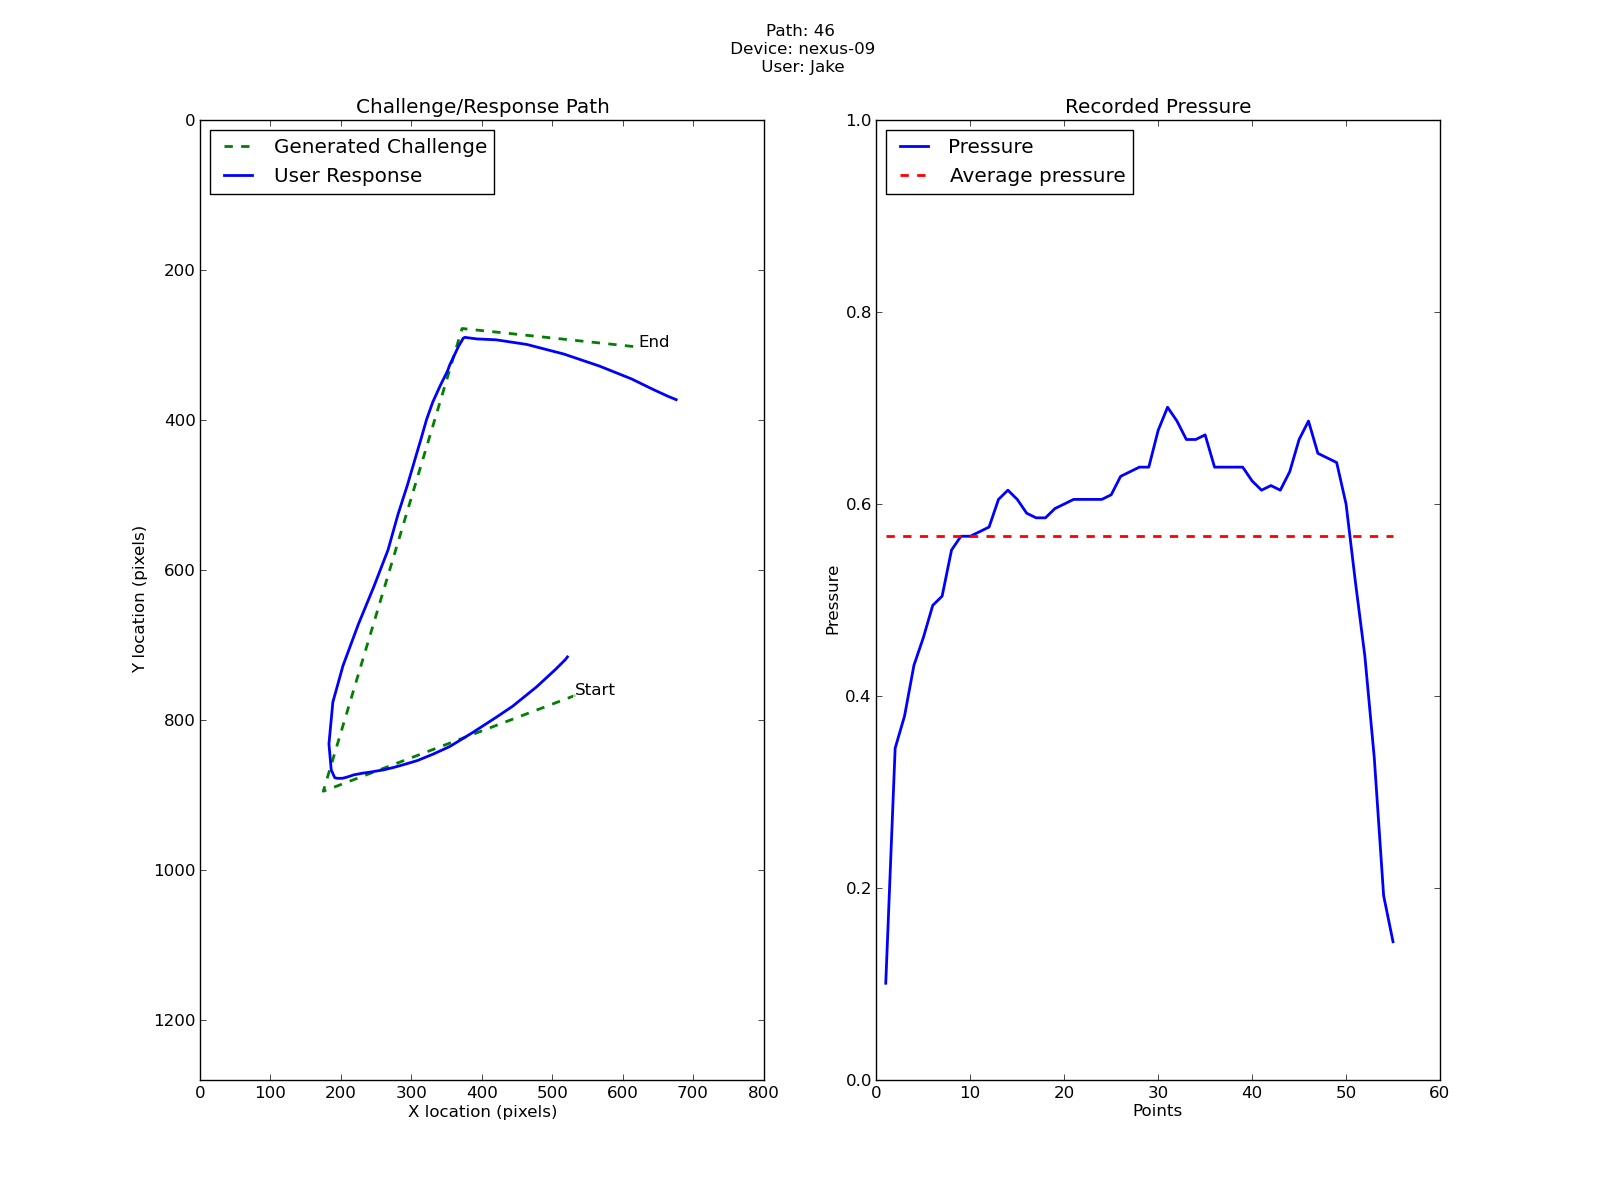 Path: 46
Device: nexus-09
User: Jake
Challenge/Response Path
Generated Challenge
User Response
End
Start
0
200
400
600
800
1000
1200
Y location (pixels)
0 100 200 300 400 500 600 700 800
X location (pixels)
Recorded Pressure
Pressure
Average pressure
1.0
0.8
0.6
0.4
0.2
0.0
Pressure
0 10 20 30 40 50 60
Points